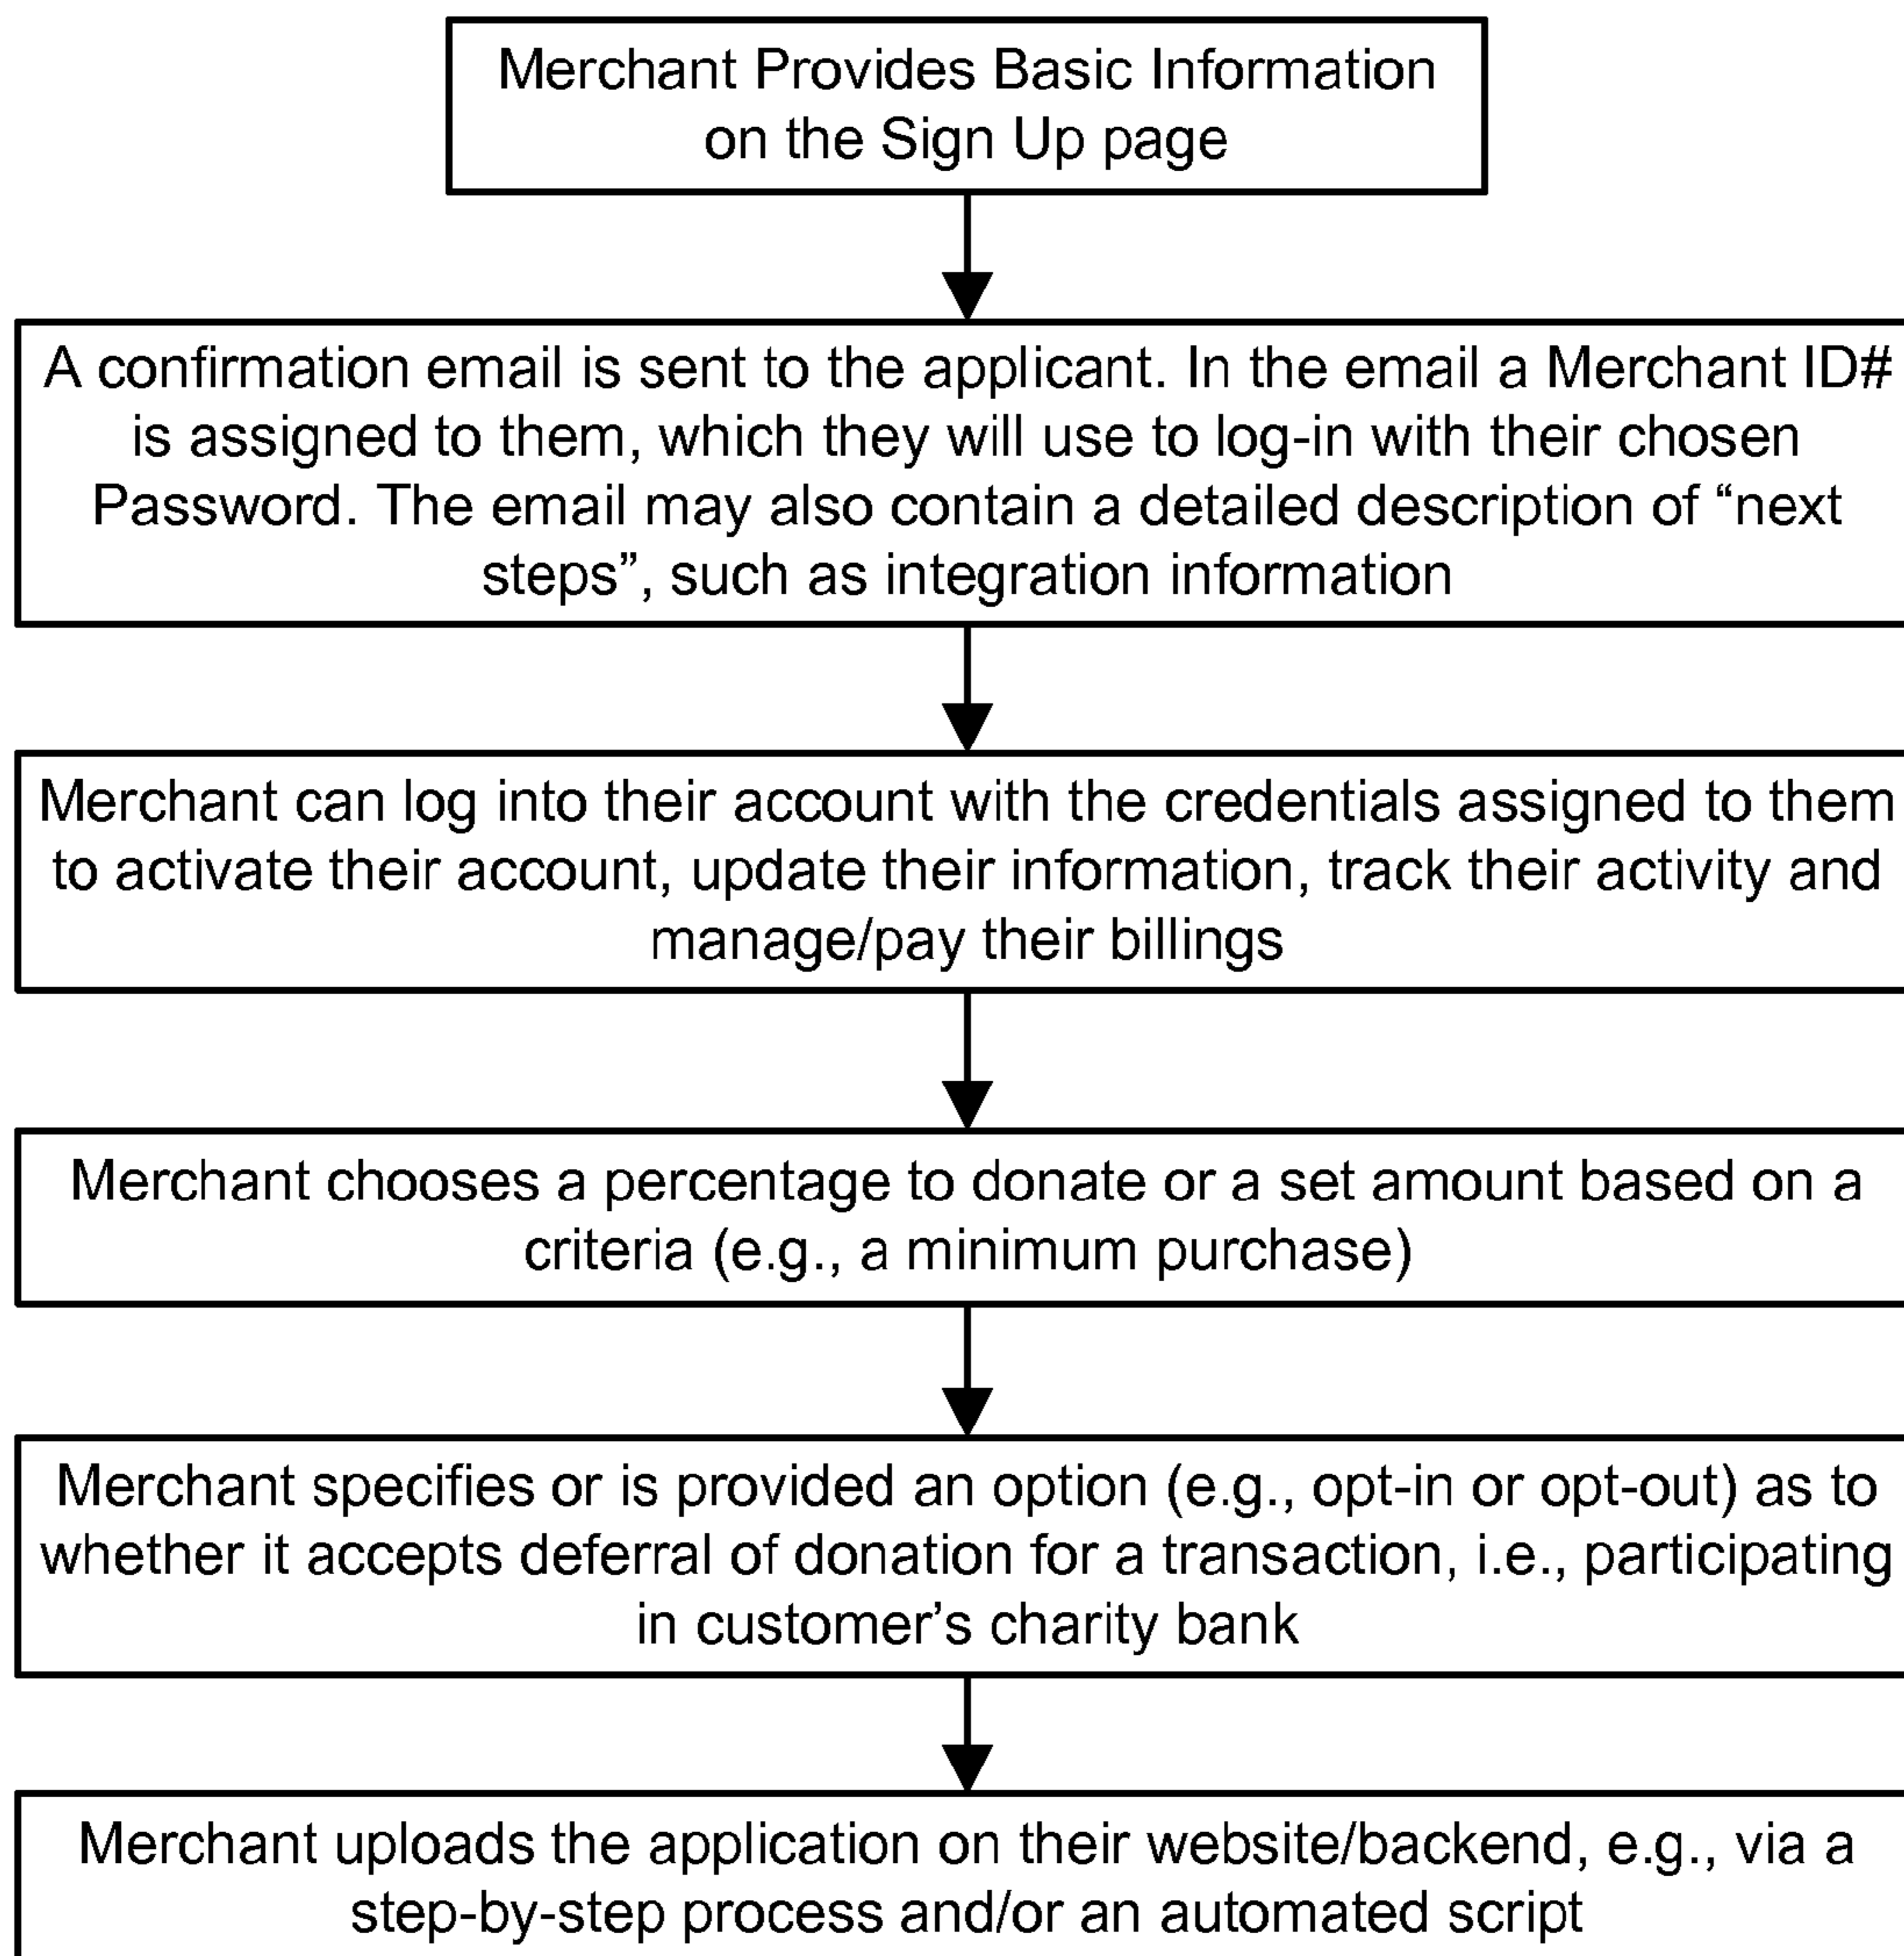 Merchant Provides Basic Information
on the Sign Up page
A confirmation email is sent to the applicant. In the email a Merchant ID#
is assigned to them, which they will use to log-in with their chosen
Password. The email may also contain a detailed description of “next
steps”, such as integration information
Merchant can log into their account with the credentials assigned to them
to activate their account, update their information, track their activity and
manage/pay their billings
Merchant chooses a percentage to donate or a set amount based on a
criteria (e.g., a minimum purchase)
Merchant specifies or is provided an option (e.g., opt-in or opt-out) as to
whether it accepts deferral of donation for a transaction, i.e., participating
in customer’s charity bank
Merchant uploads the application on their website/backend, e.g., via a
step-by-step process and/or an automated script